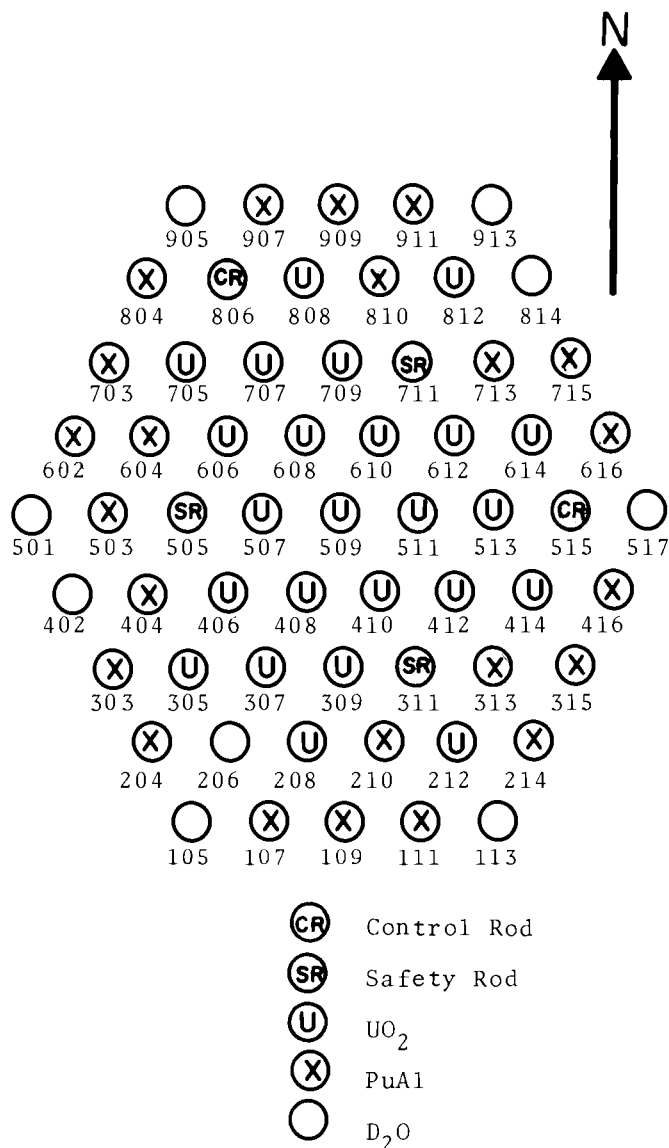 N
X X X
905 907 909 911 913
X CR U X U
804 806 808 810 812 814
X U U U SR X X
703 705 707 709 711 713 715
X X U U U U U X
602 604 606 608 610 612 614 616
X SR U U U U CR
501 503 505 507 509 511 513 515 517
X U U U U U X
402 404 406 408 410 412 414 416
X U U U SR X X
303 305 307 309 311 313 315
X U X U X
204 206 208 210 212 214
X X X
105 107 109 111 113
CR Control Rod
SR Safety Rod
U UO₂
X PuAl
D₂O